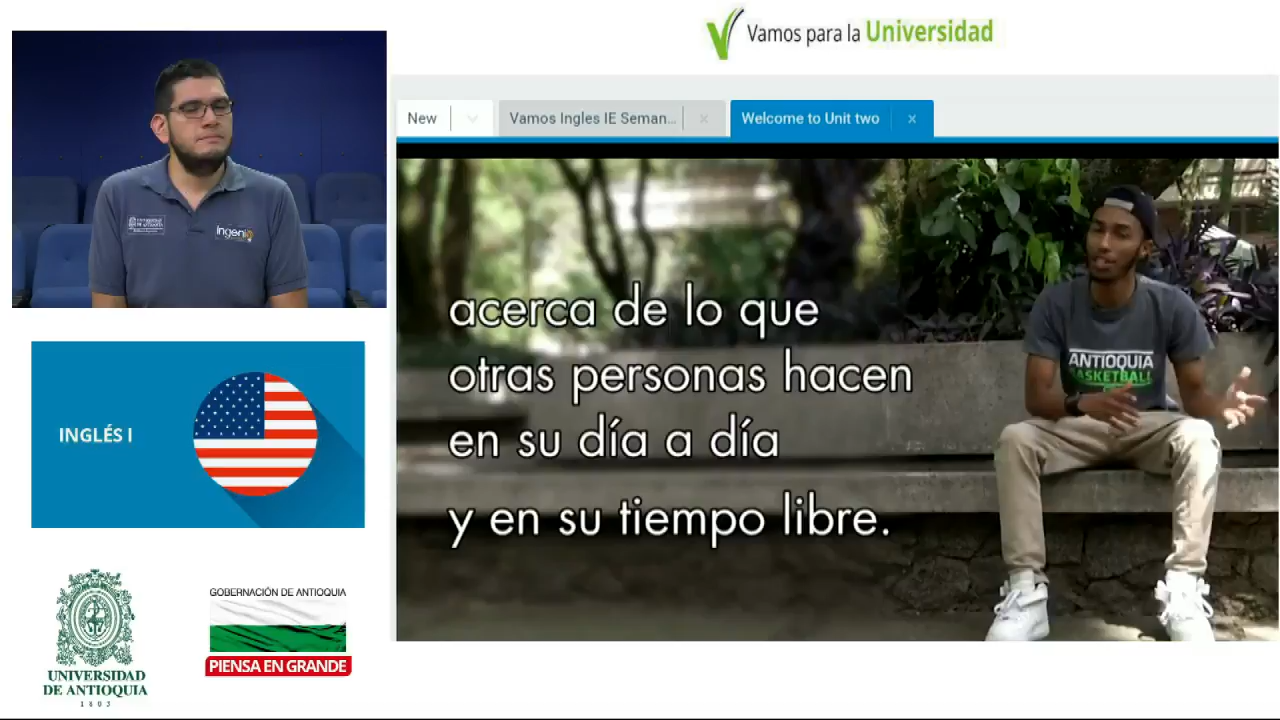 Vamos para la Universidad
New
Vamos Ingles IE Seman...
Welcome to Unit two
acerca de lo que
otras personas hacen
en su día a día
y en su tiempo libre.
ANTIOQUIA
BASKETBALL
ingenio
INGLÉS I
UNIVERSIDAD
DE ANTIOQUIA
1803
GOBERNACIÓN DE ANTIOQUIA
PIENSA EN GRANDE